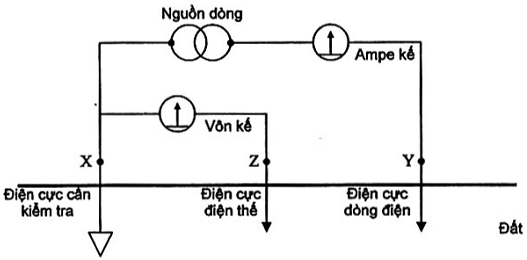 Nguồn dòng
Ampe kế
Vôn kế
X
Z
Y
Điện cực cần
kiểm tra
Điện cực
điện thế
Điện cực
dòng điện
Đất